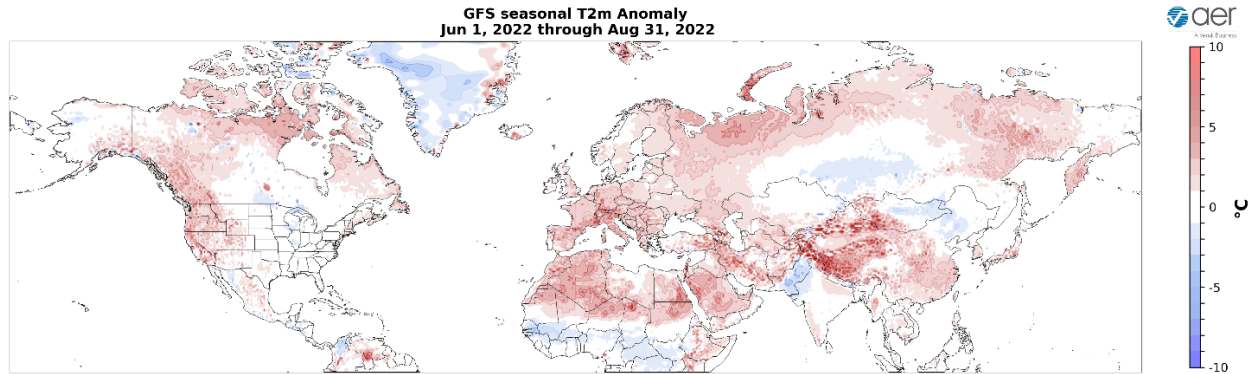 GFS seasonal T2m Anomaly
Jun 1, 2022 through Aug 31, 2022
aer
A Verisk Business
10
5
0
-5
-10
°C